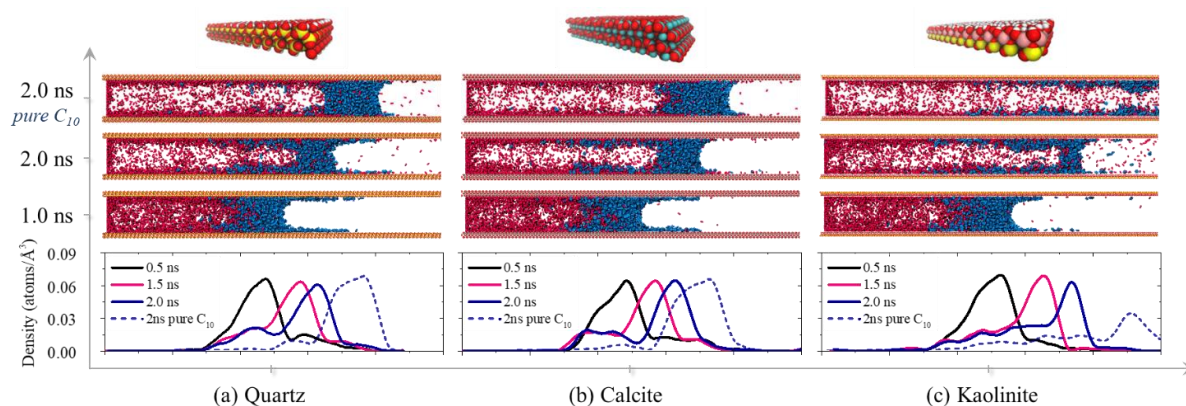 2.0 ns
pure C10
2.0 ns
1.0 ns
Density (atoms/Å3)
0.09
0.06
0.03
0.00
0.5 ns
1.5 ns
2.0 ns
2ns pure C10
0.5 ns
1.5 ns
2.0 ns
2ns pure C10
0.5 ns
1.5 ns
2.0 ns
2ns pure C10
(a) Quartz
(b) Calcite
(c) Kaolinite